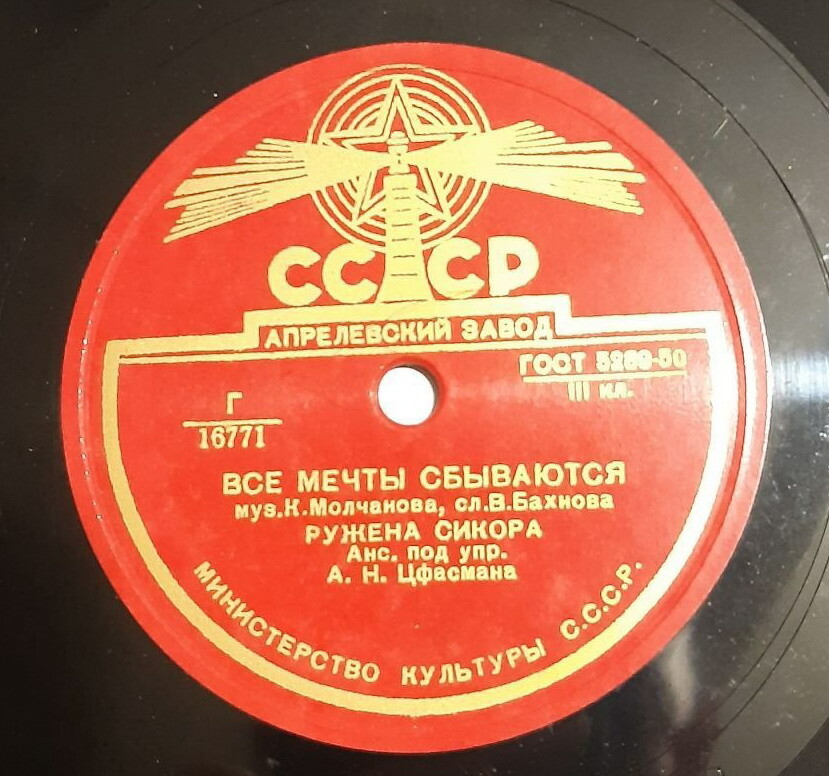 СССР
АПРЕЛЕВСКИЙ ЗАВОД
ГОСТ 5289-50
III кл.
Г
16771
ВСЕ МЕЧТЫ СБЫВАЮТСЯ
муз.К.Молчанова, сл.В.Бахнова
РУЖЕНА СИКОРА
Анс. под упр.
А. Н. Цфасмана
МИНИСТЕРСТВО КУЛЬТУРЫ С.С.С.Р.